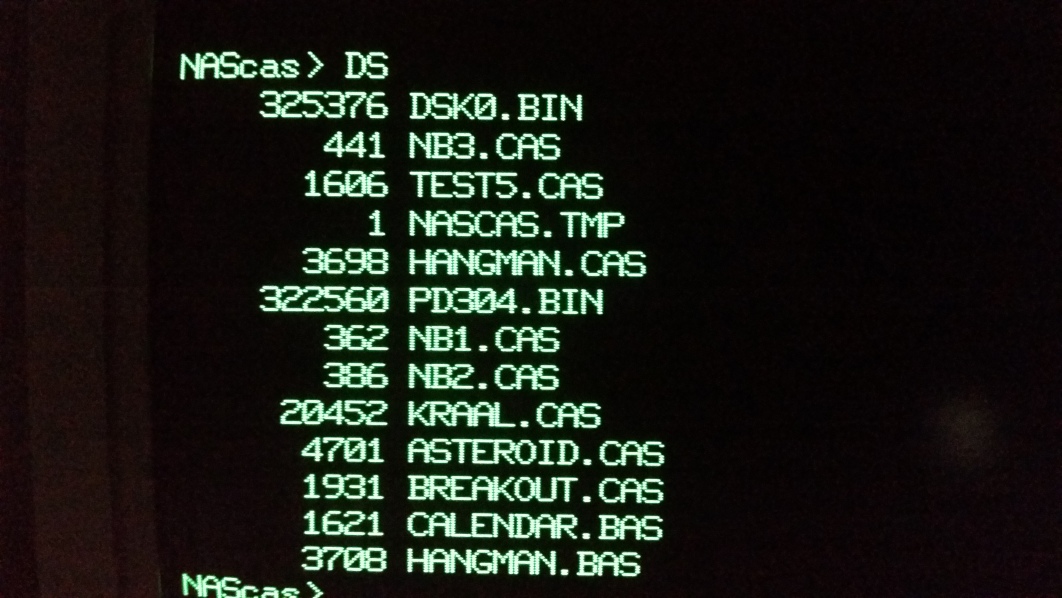 NAScas> DS
325376 DSK0.BIN
441 NB3.CAS
1606 TEST5.CAS
1 NASCAS.TMP
3698 HANGMAN.CAS
322560 PD304.BIN
362 NB1.CAS
386 NB2.CAS
20452 KRAAL.CAS
4701 ASTEROID.CAS
1931 BREAKOUT.CAS
1621 CALENDAR.BAS
3708 HANGMAN.BAS
NAScas>